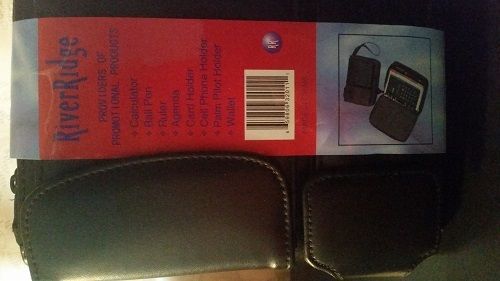 RiverRidge
PROVIDERS OF
PROMOTIONAL PRODUCTS
Calculator
Ball Pen
Ruler
Agenda
Card Holder
Cell Phone Holder
Palm Pilot Holder
Wallet
RR